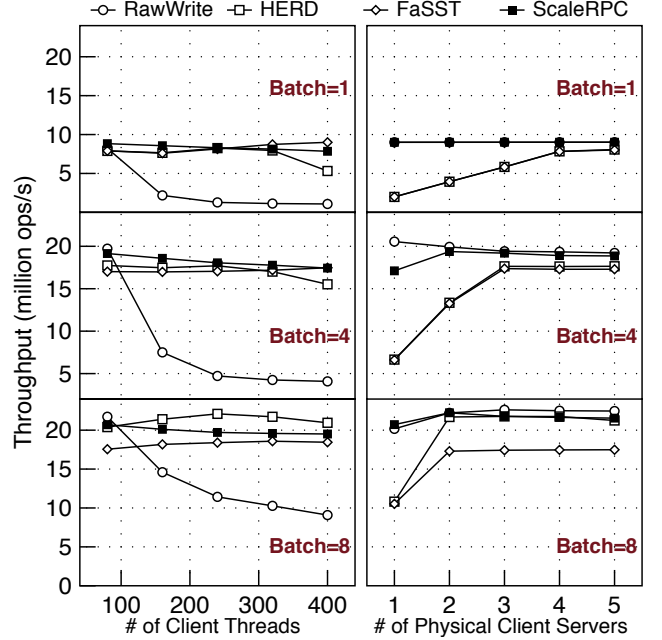 RawWrite HERD FaSST ScaleRPC
Throughput (million ops/s)
20
15
10
5
Batch=1
Batch=1
20
15
10
5
Batch=4
Batch=4
20
15
10
5
0
Batch=8
Batch=8
100 200 300 400
1 2 3 4 5
# of Client Threads
# of Physical Client Servers